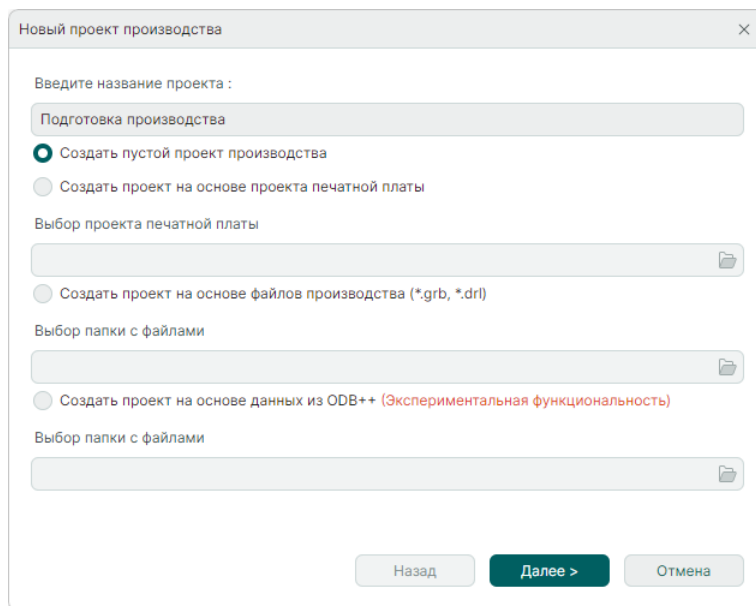 Новый проект производства
Введите название проекта :
Подготовка производства
Создать пустой проект производства
Создать проект на основе проекта печатной платы
Выбор проекта печатной платы
Создать проект на основе файлов производства (*.grb, *.drl)
Выбор папки с файлами
Создать проект на основе данных из ODB++ (Экспериментальная функциональность)
Выбор папки с файлами
Назад Далее > Отмена